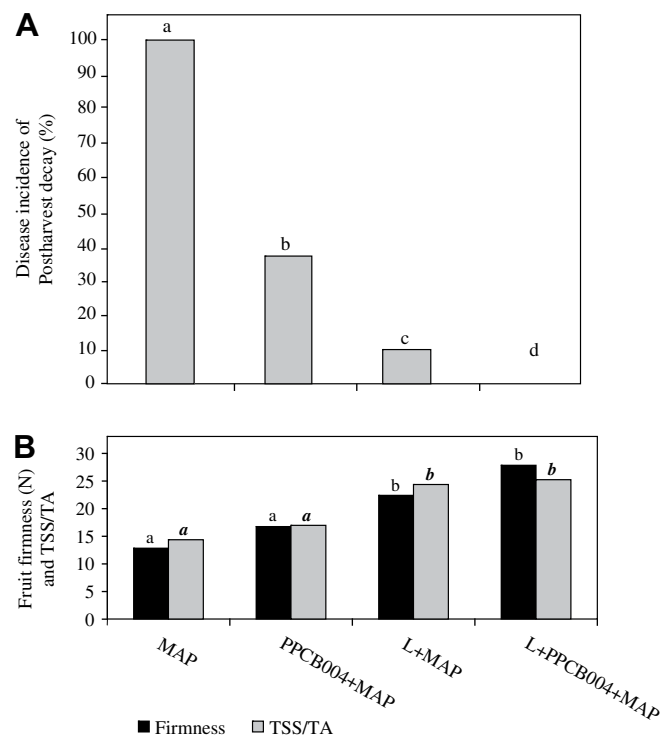 A
Disease incidence of
Postharvest decay (%)
100
90
80
70
60
50
40
30
20
10
0
a
b
c
d
B
Fruit firmness (N)
and TSS/TA
30
25
20
15
10
5
0
a a
a a
b b
b b
MAP
PPCB004+MAP
L+MAP
L+PPCB004+MAP
Firmness TSS/TA